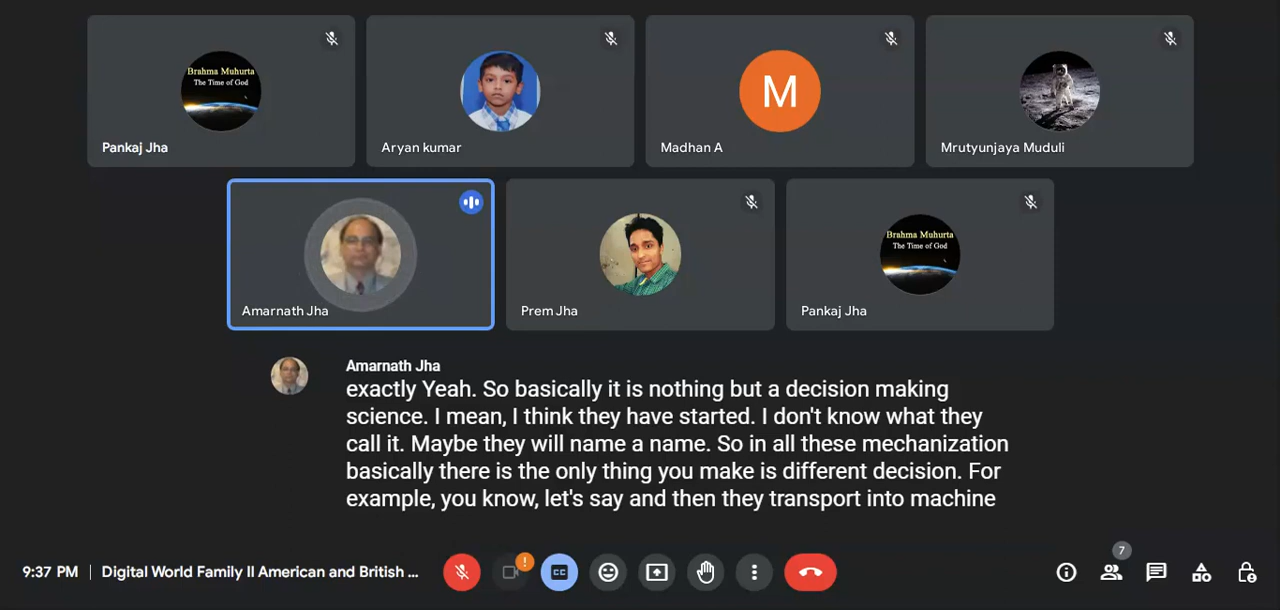 Brahma Muhurta
The Time of God
Pankaj Jha
Aryan kumar
M
Madhan A
Mrutyunjaya Muduli
Amarnath Jha
Prem Jha
Brahma Muhurta
The Time of God
Pankaj Jha
Amarnath Jha
exactly Yeah. So basically it is nothing but a decision making
science. I mean, I think they have started. I don't know what they
call it. Maybe they will name a name. So in all these mechanization
basically there is the only thing you make is different decision. For
example, you know, let's say and then they transport into machine
9:37 PM | Digital World Family II American and British ...
!
CC
7